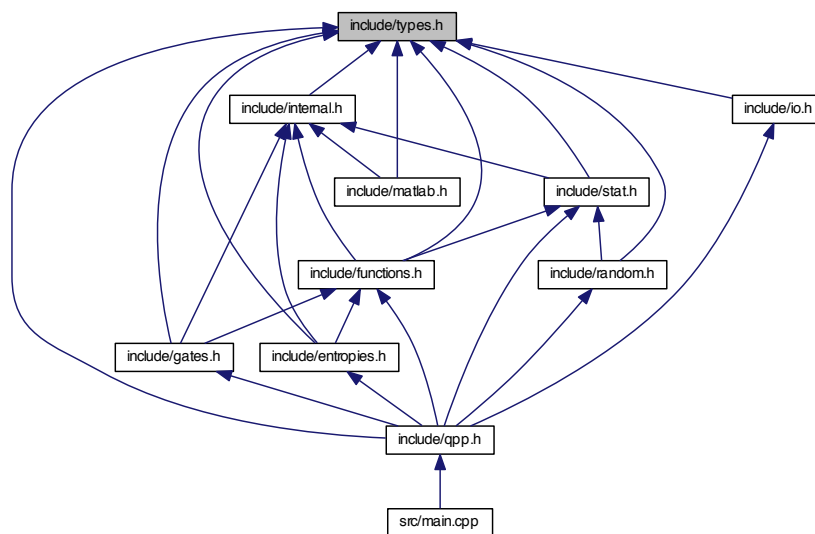 include/types.h
include/internal.h
include/io.h
include/matlab.h
include/stat.h
include/functions.h
include/random.h
include/gates.h
include/entropies.h
include/qpp.h
src/main.cpp